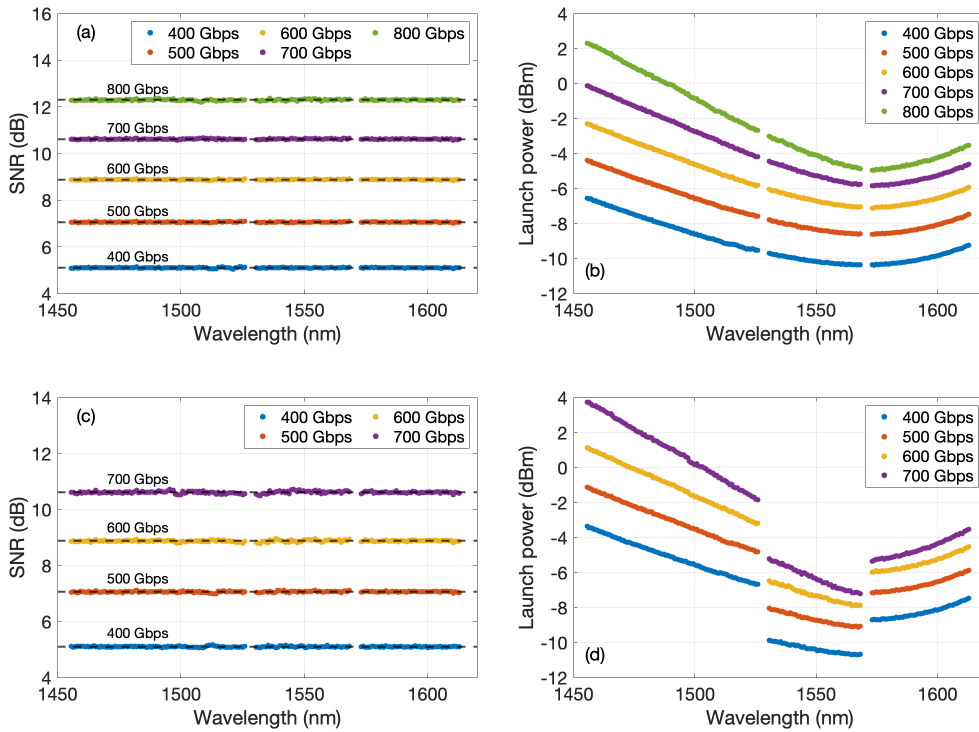 (a)
400 Gbps 600 Gbps 800 Gbps
500 Gbps 700 Gbps
16
14
12
10
8
6
4
SNR (dB)
800 Gbps
700 Gbps
600 Gbps
500 Gbps
400 Gbps
1450 1500 1550 1600
Wavelength (nm)
4
2
0
-2
-4
-6
-8
-10
-12
Launch power (dBm)
400 Gbps
500 Gbps
600 Gbps
700 Gbps
800 Gbps
(b)
1450 1500 1550 1600
Wavelength (nm)
(c)
400 Gbps 600 Gbps
500 Gbps 700 Gbps
14
12
10
8
6
4
SNR (dB)
700 Gbps
600 Gbps
500 Gbps
400 Gbps
1450 1500 1550 1600
Wavelength (nm)
4
2
0
-2
-4
-6
-8
-10
-12
Launch power (dBm)
400 Gbps
500 Gbps
600 Gbps
700 Gbps
(d)
1450 1500 1550 1600
Wavelength (nm)